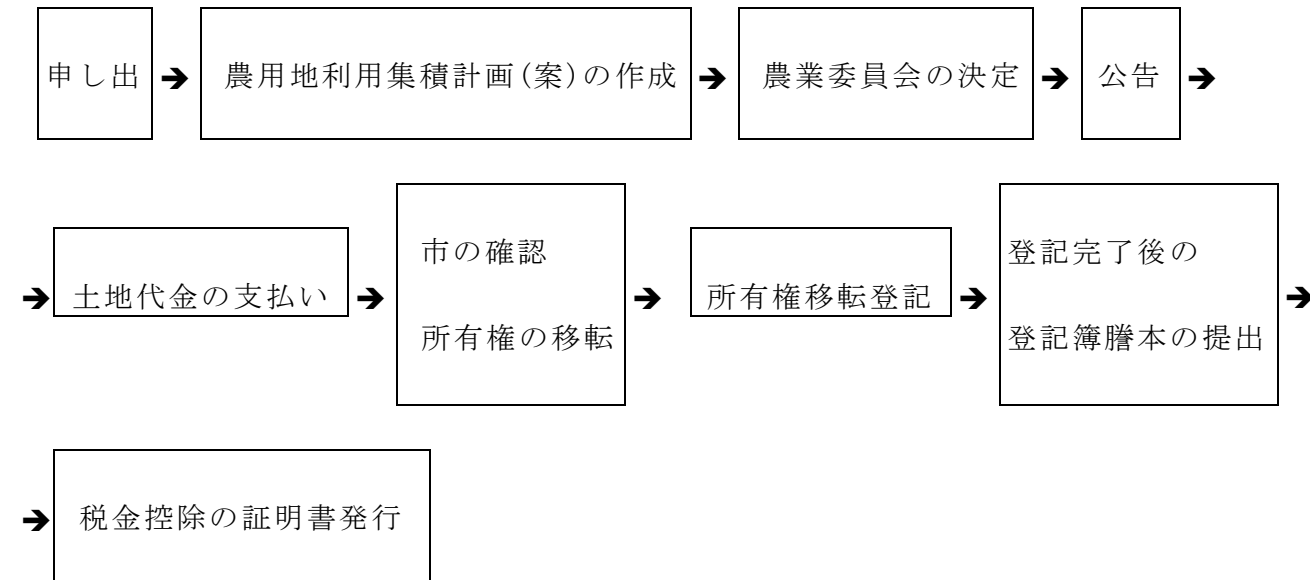 申し出 ➔ 農用地利用集積計画(案)の作成 ➔ 農業委員会の決定 ➔ 公告 ➔
市の確認
登記完了後の
➔ 土地代金の支払い ➔ ➔ 所有権移転登記 ➔ ➔
所有権の移転
登記簿謄本の提出
➔ 税金控除の証明書発行